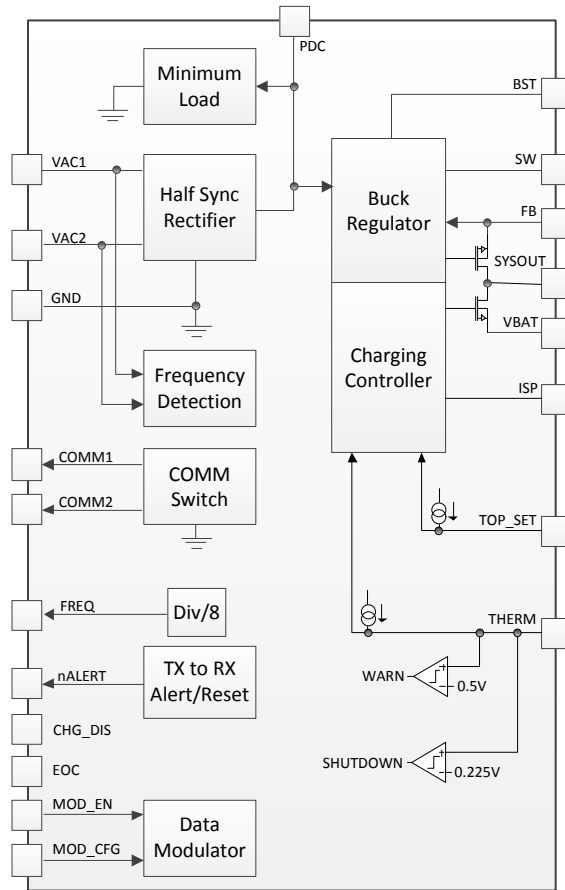 PDC
Minimum
Load
BST
VAC1
SW
Half Sync
Rectifier
Buck
Regulator
FB
VAC2
SYSOUT
GND
VBAT
Frequency
Detection
Charging
Controller
ISP
COMM1
COMM
Switch
COMM2
TOP_SET
FREQ
Div/8
THERM
nALERT
TX to RX
Alert/Reset
WARN
+
-
0.5V
CHG_DIS
EOC
SHUTDOWN
+
-
0.225V
MOD_EN
Data
Modulator
MOD_CFG